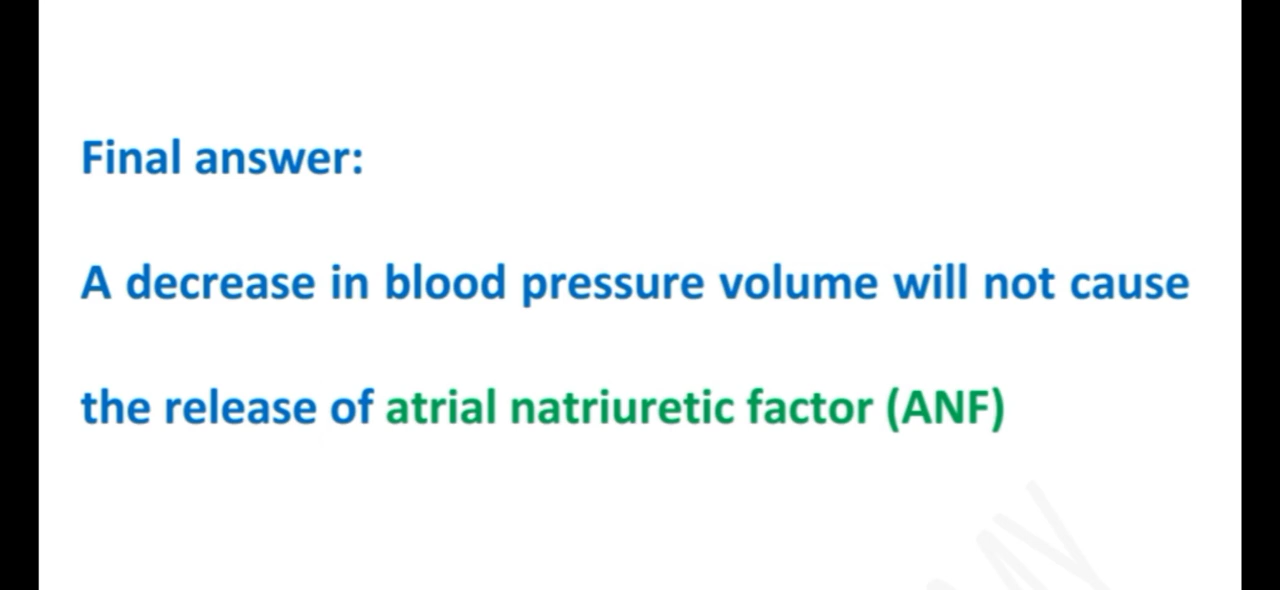 Final answer:
A decrease in blood pressure volume will not cause
the release of atrial natriuretic factor (ANF)